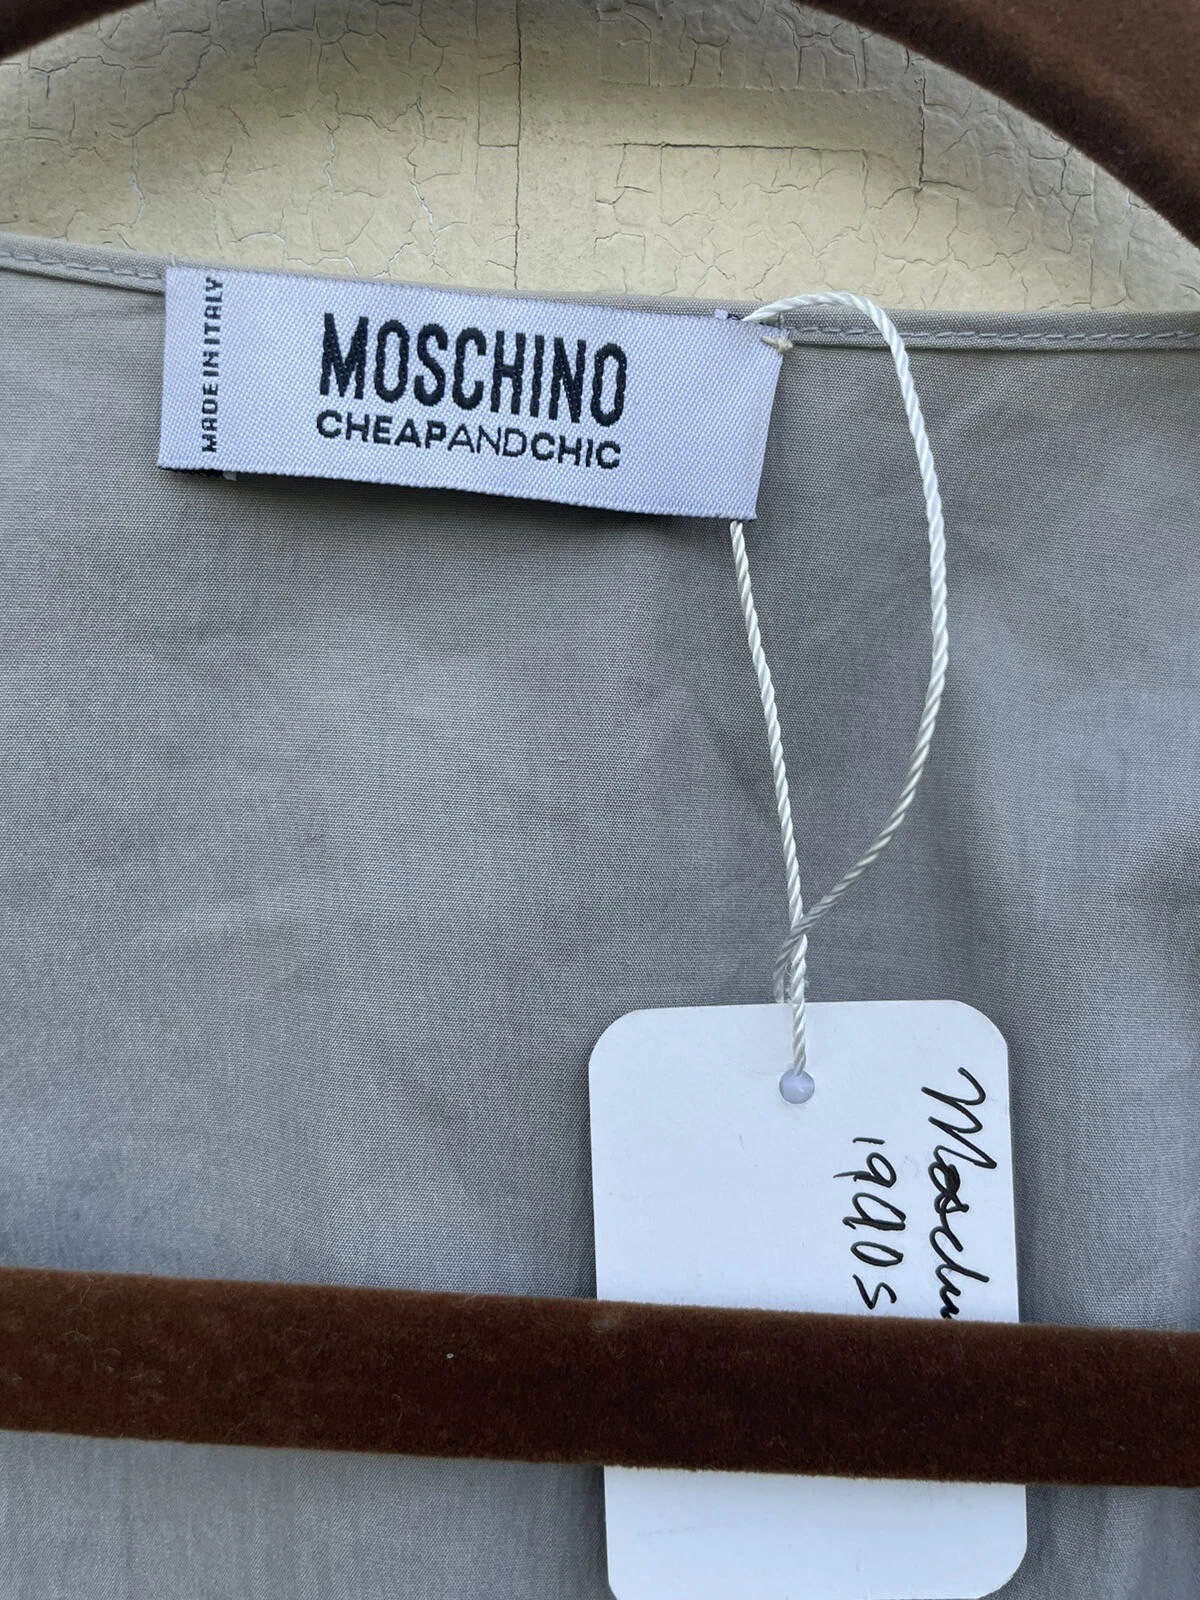 MADE IN ITALY
MOSCHINO
CHEAPANDCHIC
1990s